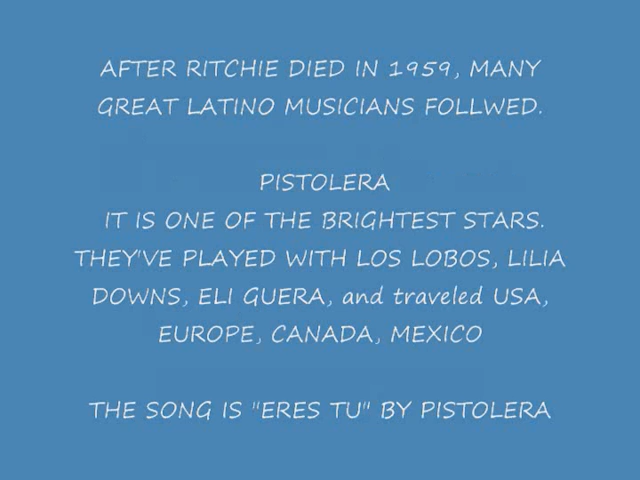 AFTER RITCHIE DIED IN 1959, MANY
GREAT LATINO MUSICIANS FOLLWED.
PISTOLERA
IT IS ONE OF THE BRIGHTEST STARS.
THEY'VE PLAYED WITH LOS LOBOS, LILIA
DOWNS, ELI GUERA, and traveled USA,
EUROPE, CANADA, MEXICO
THE SONG IS "ERES TU" BY PISTOLERA